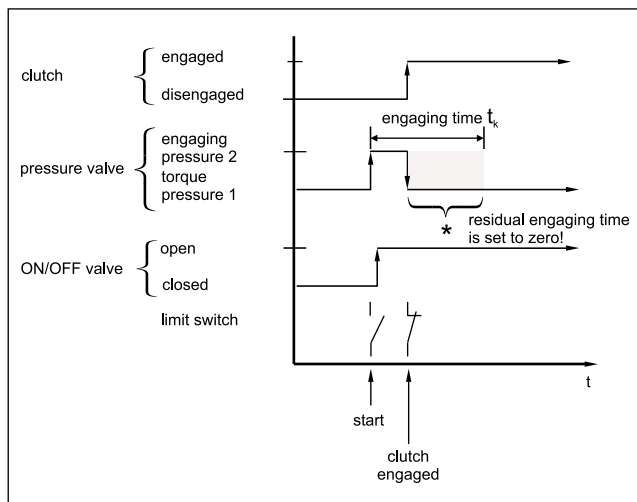 clutch
engaged
disengaged
engaging time tk
pressure valve
engaging
pressure 2
torque
pressure 1
* residual engaging time
is set to zero!
ON/OFF valve
open
closed
limit switch
t
start
clutch
engaged